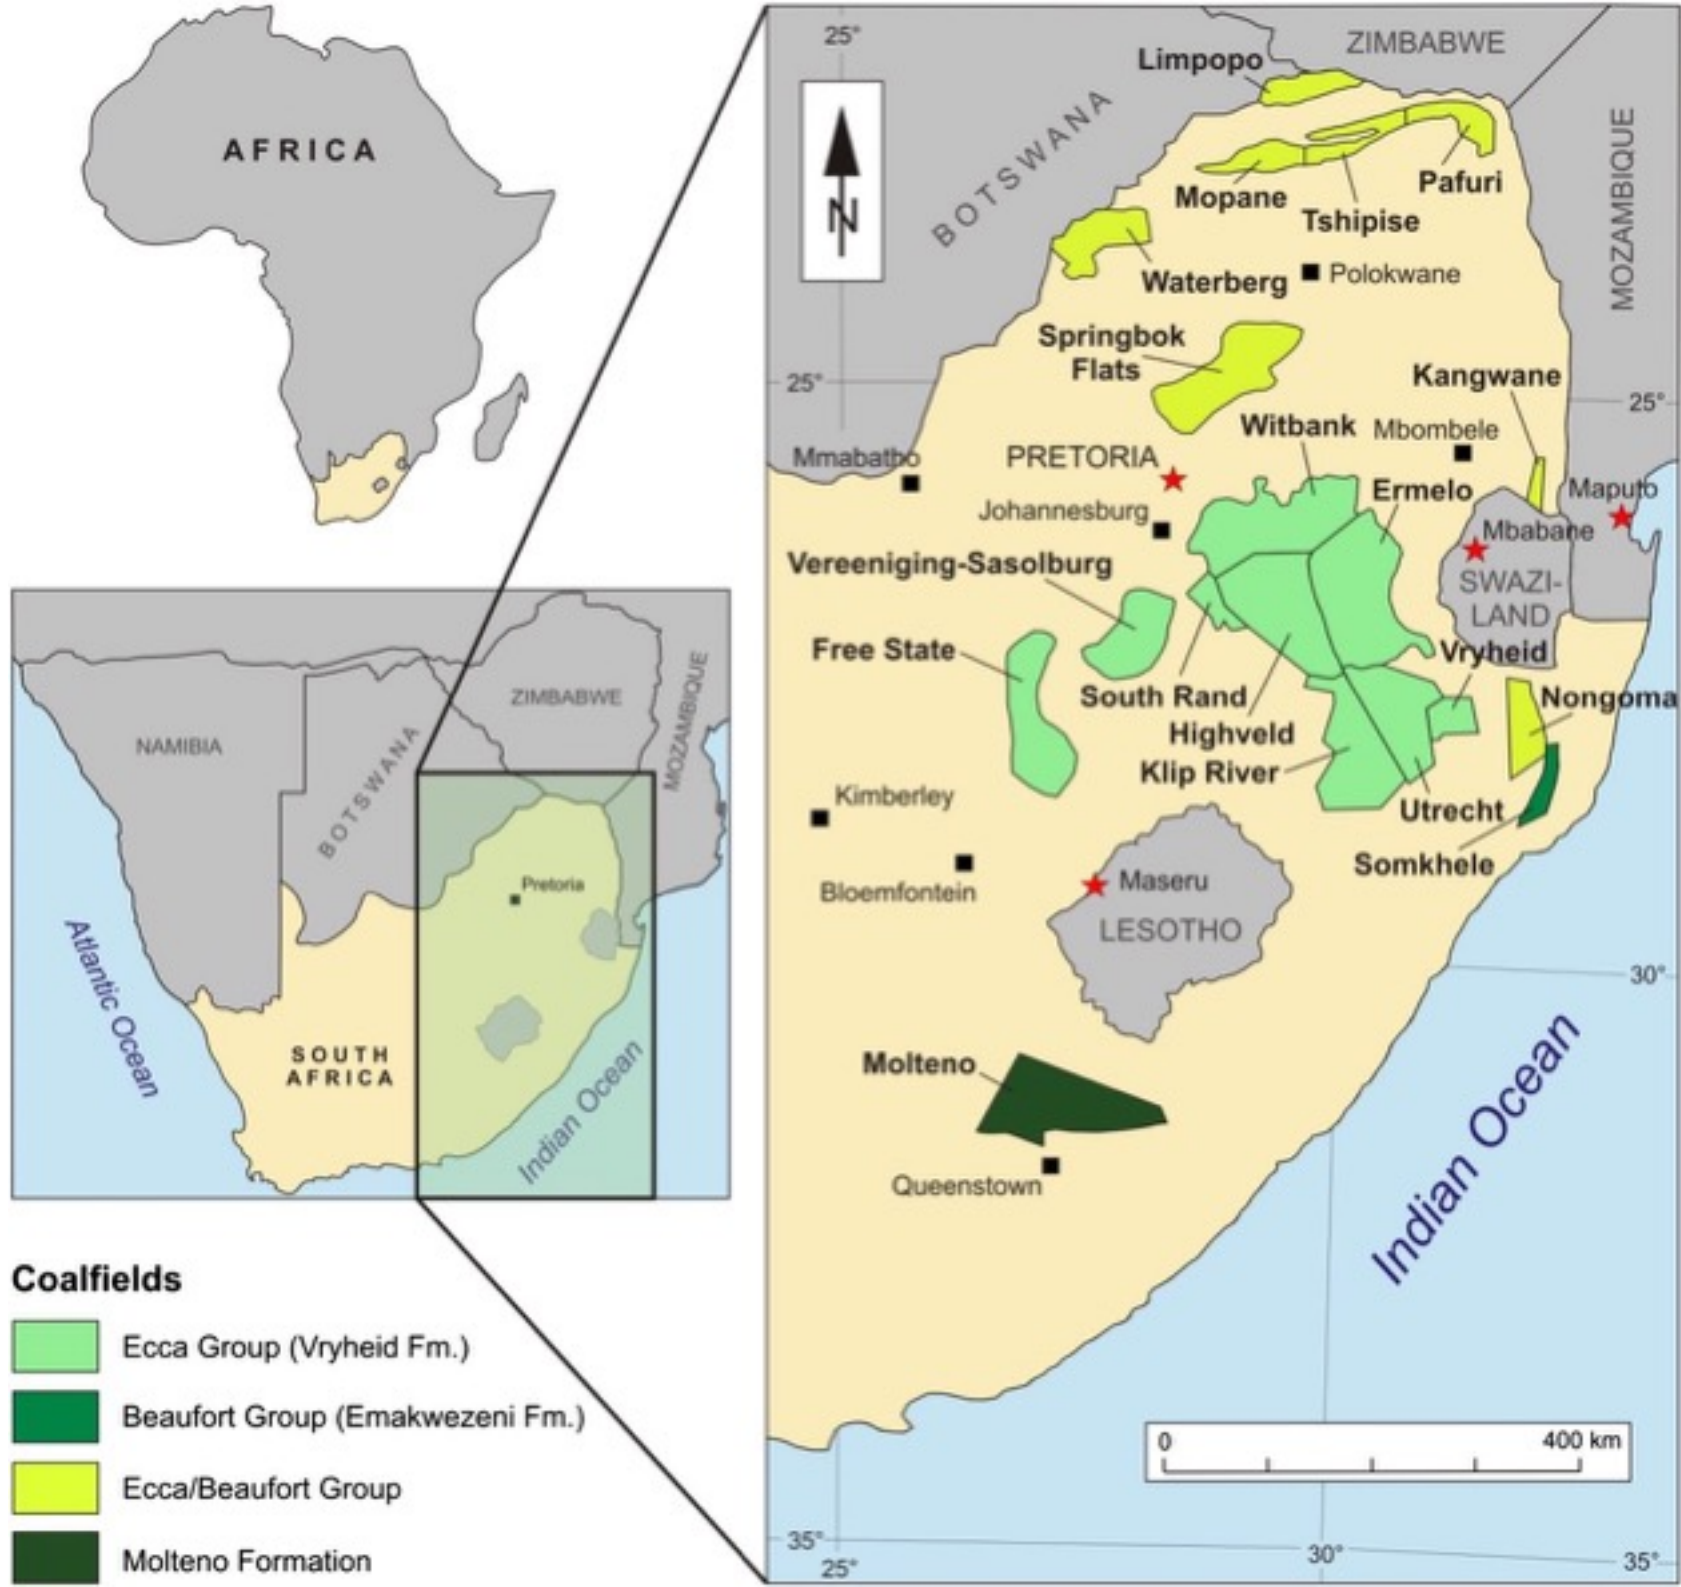 AFRICA
NAMIBIA
BOTSWANA
ZIMBABWE
MOZAMBIQUE
Pretoria
Atlantic Ocean
SOUTH
AFRICA
Indian Ocean
Coalfields
Ecca Group (Vryheid Fm.)
Beaufort Group (Emakwezeni Fm.)
Ecca/Beaufort Group
Molteno Formation
25°
ZIMBABWE
Limpopo
BOTSWANA
MOZAMBIQUE
N
Pafuri
Mopane
Tshipise
Waterberg
Polokwane
Springbok
Flats
Kangwane
25°
25°
Witbank
Mbombele
Mmabatho
PRETORIA
Ermelo
Maputo
Johannesburg
Mbabane
Vereeniging-Sasolburg
SWAZI-
LAND
Free State
Vryheid
South Rand
Nongoma
Highveld
Klip River
Kimberley
Utrecht
Somkhele
Bloemfontein
Maseru
LESOTHO
30°
Molteno
Queenstown
Indian Ocean
0
400 km
35°
25°
30°
35°